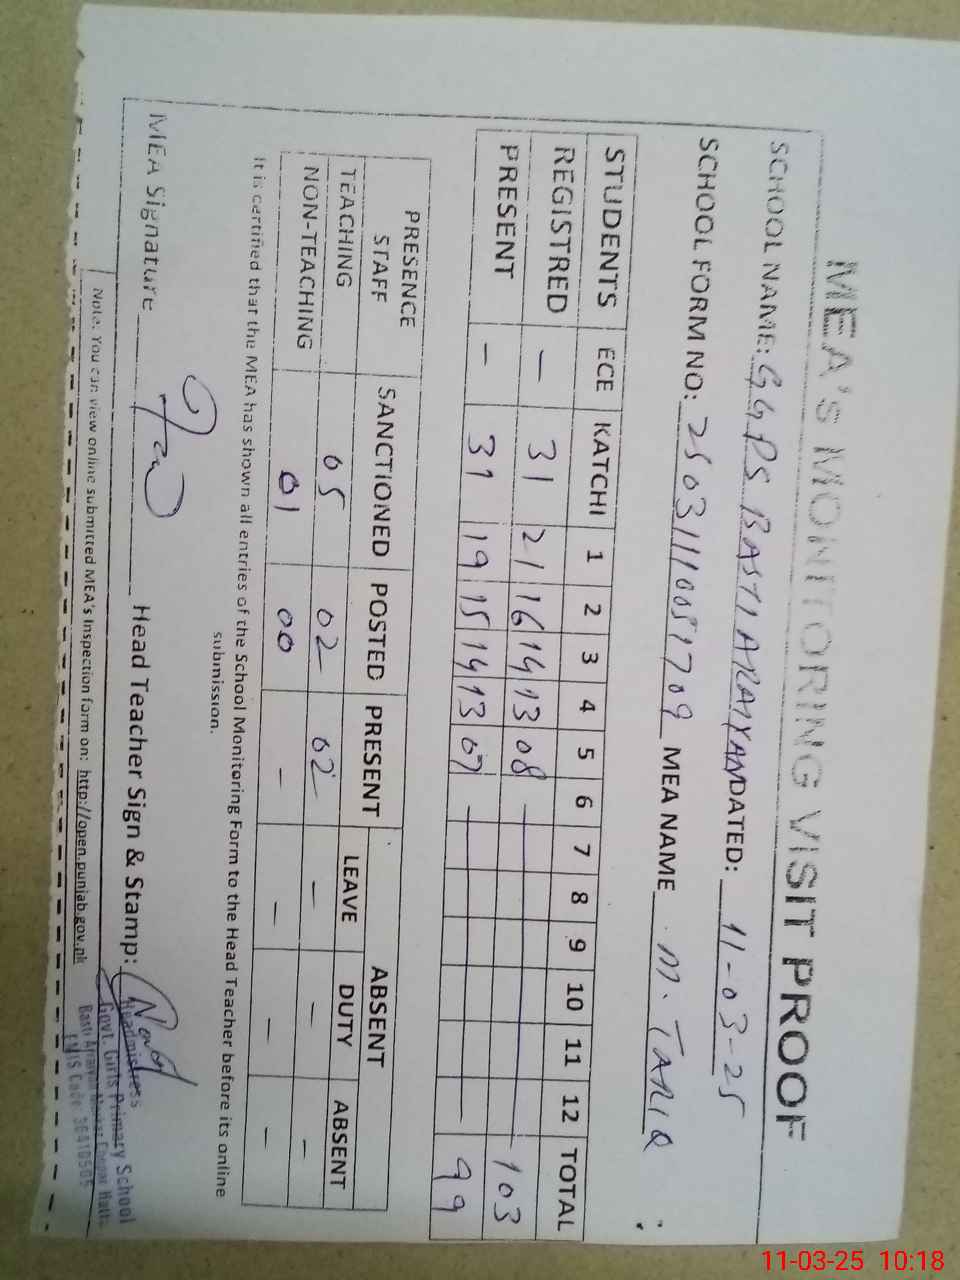 MEA's MONITORING VISIT PROOF
SCHOOL NAME: GGPS BASTI ARAIYAN DATED: 11-03-25
SCHOOL FORM NO: MEA NAME M. TARIQ
STUDENTS ECE KATCHI 1 2 3 4 5 6 7 8 9 10 11 12 TOTAL
REGISTRED — 31 21 16 14 13 08 — 103
PRESENT — 31 19 15 14 13 07 — 99
PRESENCE STAFF SANCTIONED POSTED PRESENT ABSENT
LEAVE DUTY ABSENT
TEACHING 05 02 02 — — —
NON-TEACHING 01 00 — — — —
It is certified that the MEA has shown all entries of the School Monitoring Form to the Head Teacher before its online
submission.
MEA Signature Head Teacher Sign & Stamp:
Headmistress
Govt. Girls Primary School
Basti Araiyan
EMIS Code
Note: You can view online submitted MEA's Inspection form on: http://open.punjab.gov.pk
11-03-25 10:18